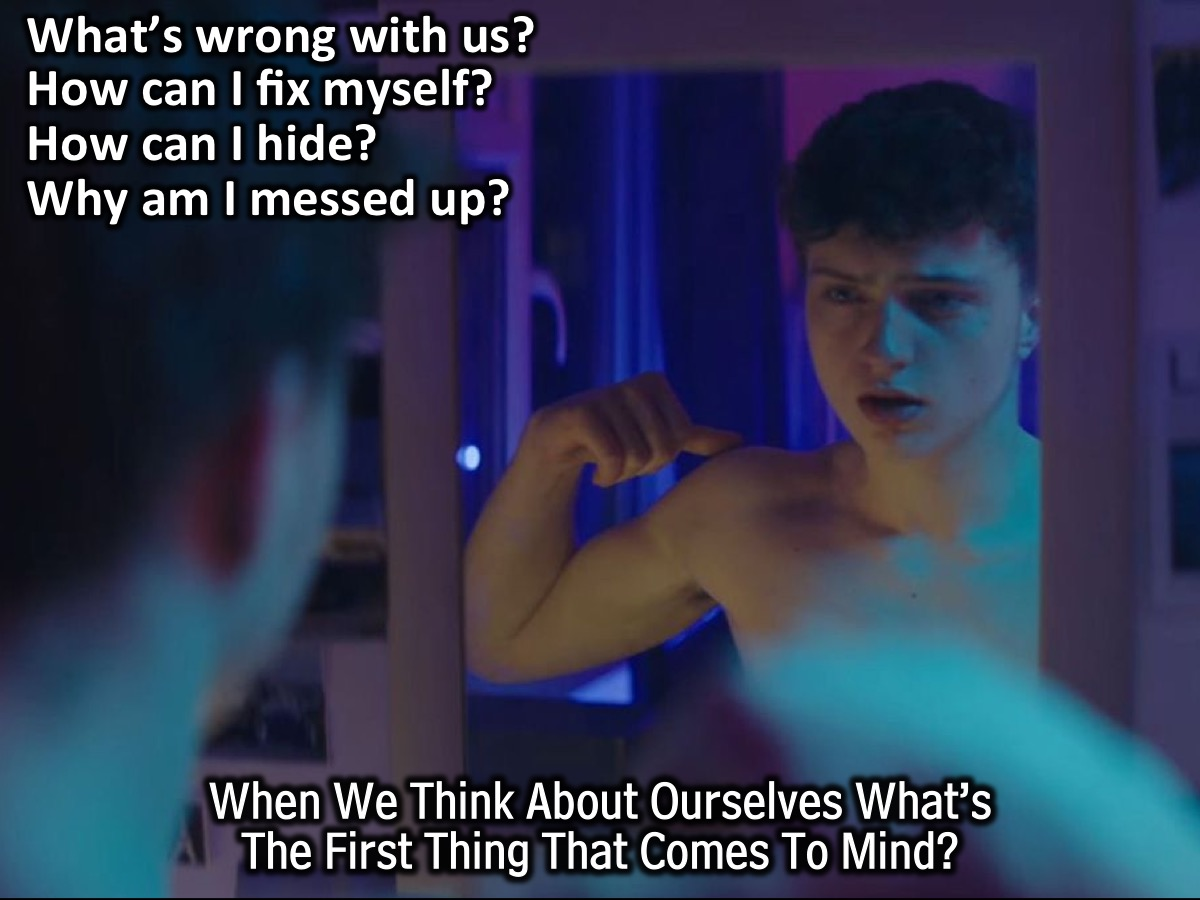 What’s wrong with us?
How can I fix myself?
How can I hide?
Why am I messed up?
When We Think About Ourselves What’s
The First Thing That Comes To Mind?